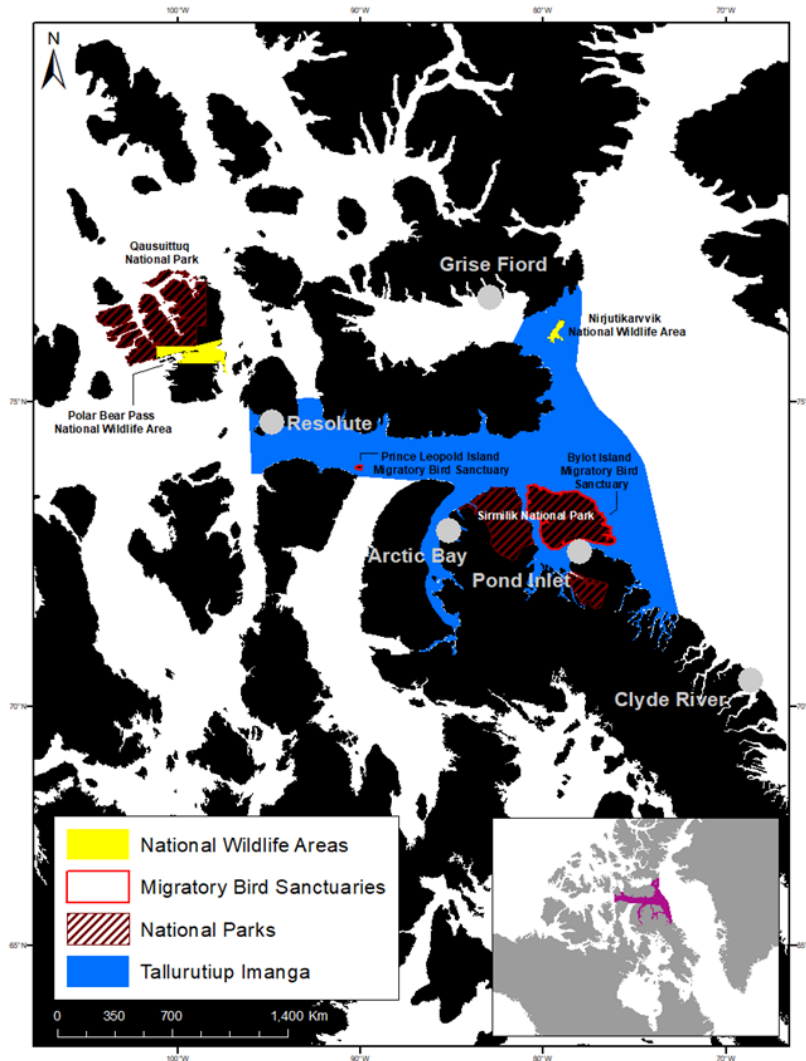 100°W
90°W
80°W
70°W
N
Qausuittuq
National Park
Grise Fiord
Nirjutikarvvik
National Wildlife Area
75°N
75°N
Polar Bear Pass
National Wildlife Area
Resolute
Prince Leopold Island
Migratory Bird Sanctuary
Bylot Island
Migratory Bird
Sanctuary
Sirmilik National Park
Arctic Bay
Pond Inlet
Clyde River
70°N
70°N
National Wildlife Areas
Migratory Bird Sanctuaries
National Parks
Tallurutiup Imanga
65°N
65°N
0 350 700 1,400 Km
100°W
90°W
80°W
70°W